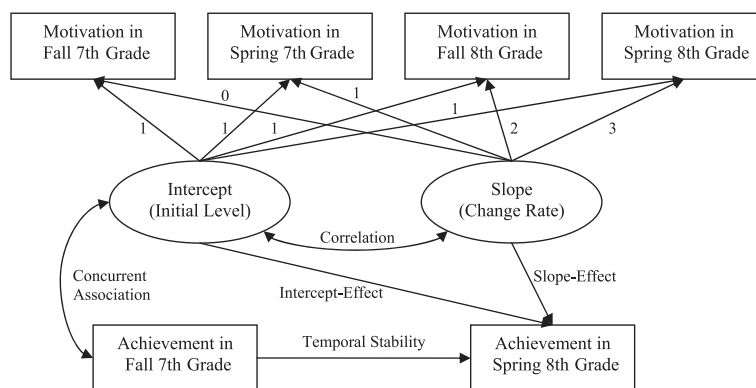 Motivation in
Fall 7th Grade
Motivation in
Spring 7th Grade
Motivation in
Fall 8th Grade
Motivation in
Spring 8th Grade
0
1
1
1
1
1
2
3
Intercept
(Initial Level)
Slope
(Change Rate)
Correlation
Concurrent
Association
Intercept-Effect
Slope-Effect
Achievement in
Fall 7th Grade
Temporal Stability
Achievement in
Spring 8th Grade